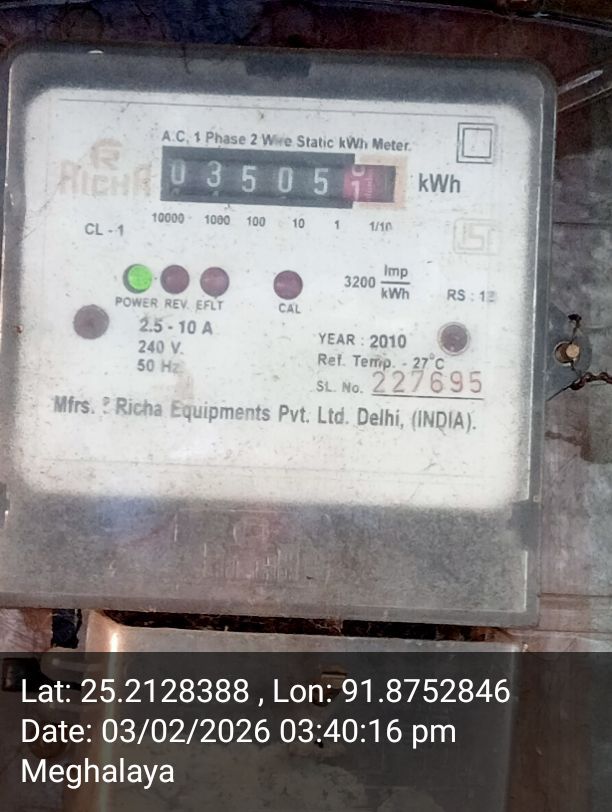 A.C. 1 Phase 2 Wire Static kWh Meter.
RICHA
0 3 5 0 5 1 kWh
10000 1000 100 10 1 1/10
CL - 1
POWER REV. EFLT CAL
3200 Imp/kWh
RS :
2.5 - 10 A
240 V.
50 Hz
YEAR : 2010
Ref. Temp. - 27°C
SL. No. 227695
Mfrs. : Richa Equipments Pvt. Ltd. Delhi, (INDIA).
Lat: 25.2128388 , Lon: 91.8752846
Date: 03/02/2026 03:40:16 pm
Meghalaya